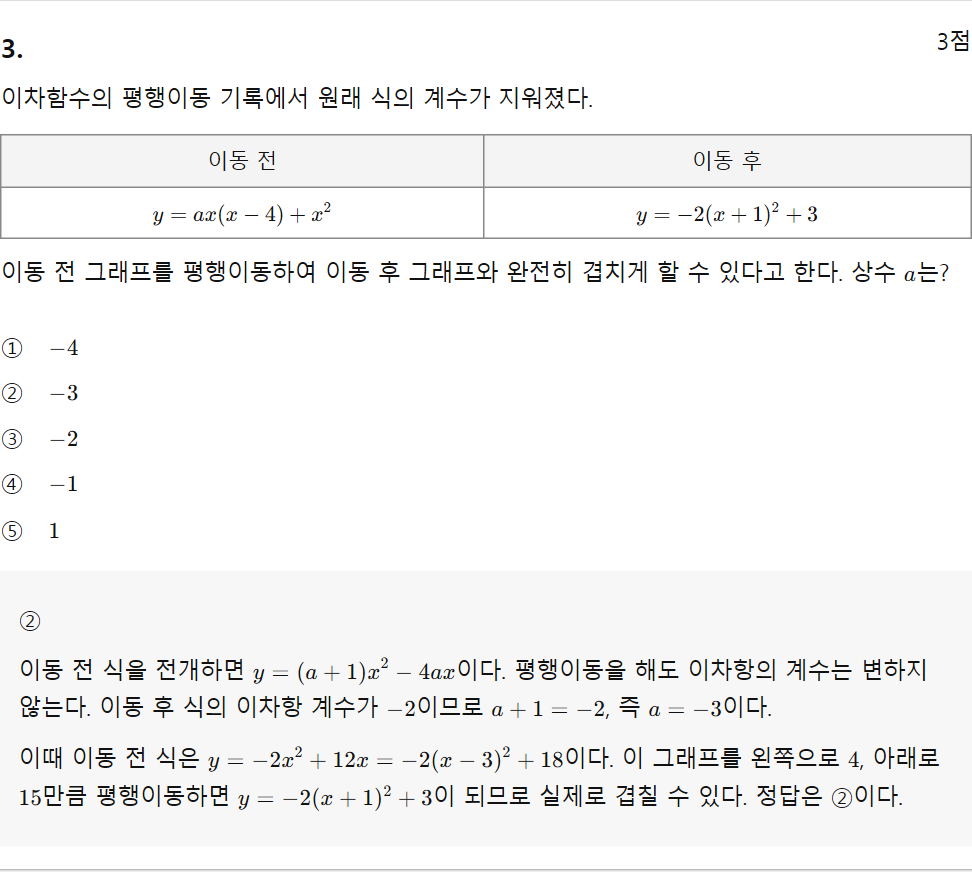 3점
3.
이차함수의 평행이동 기록에서 원래 식의 계수가 지워졌다.
이동 전 이동 후
y = ax(x − 4) + x² y = −2(x + 1)² + 3
이동 전 그래프를 평행이동하여 이동 후 그래프와 완전히 겹치게 할 수 있다고 한다. 상수 a는?
① −4
② −3
③ −2
④ −1
⑤ 1
②
이동 전 식을 전개하면 y = (a + 1)x² − 4ax이다. 평행이동을 해도 이차항의 계수는 변하지
않는다. 이동 후 식의 이차항 계수가 −2이므로 a + 1 = −2, 즉 a = −3이다.
이때 이동 전 식은 y = −2x² + 12x = −2(x − 3)² + 18이다. 이 그래프를 왼쪽으로 4, 아래로
15만큼 평행이동하면 y = −2(x + 1)² + 3이 되므로 실제로 겹칠 수 있다. 정답은 ②이다.